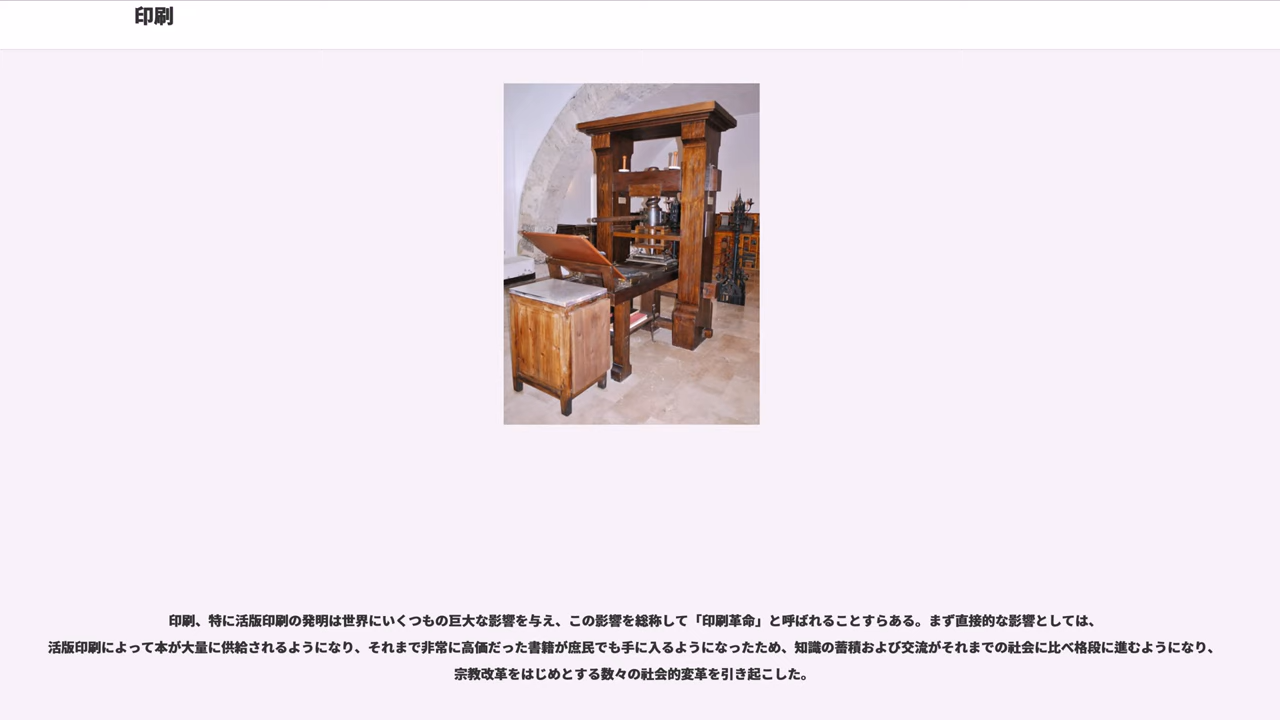 印刷
印刷、特に活版印刷の発明は世界にいくつもの巨大な影響を与え、この影響を総称して「印刷革命」と呼ばれることすらある。まず直接的な影響としては、
活版印刷によって本が大量に供給されるようになり、それまで非常に高価だった書籍が庶民でも手に入るようになったため、知識の蓄積および交流がそれまでの社会に比べ格段に進むようになり、
宗教改革をはじめとする数々の社会的変革を引き起こした。